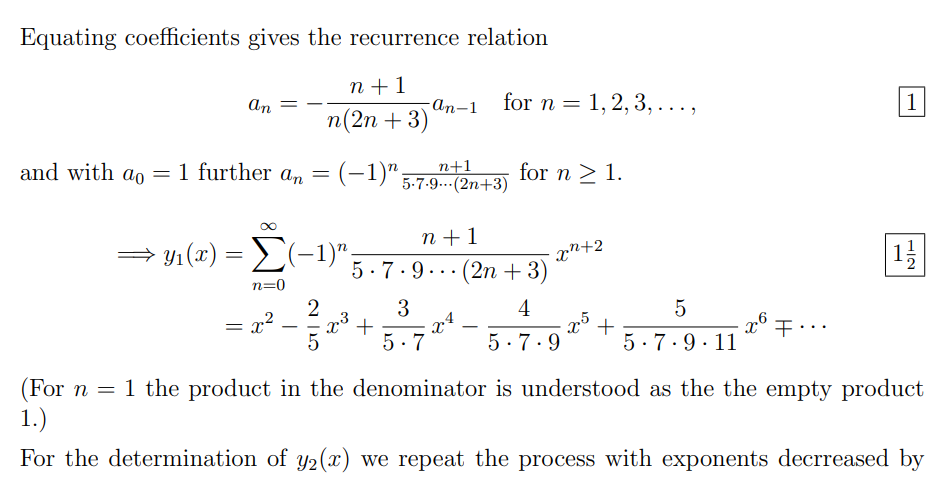 Equating coefficients gives the recurrence relation
a_n = −\frac{n + 1}{n(2n + 3)} a_{n−1} for n = 1, 2, 3, . . . , 1
and with a_0 = 1 further a_n = (−1)^n \frac{n+1}{5·7·9···(2n+3)} for n ≥ 1.
⟹ y_1(x) = \sum_{n=0}^{∞} (−1)^n \frac{n + 1}{5 · 7 · 9 · · · (2n + 3)} x^{n+2} 1\frac{1}{2}
= x^2 − \frac{2}{5} x^3 + \frac{3}{5 · 7} x^4 − \frac{4}{5 · 7 · 9} x^5 + \frac{5}{5 · 7 · 9 · 11} x^6 ∓ · · ·
(For n = 1 the product in the denominator is understood as the the empty product
1.)
For the determination of y_2(x) we repeat the process with exponents decrreased by